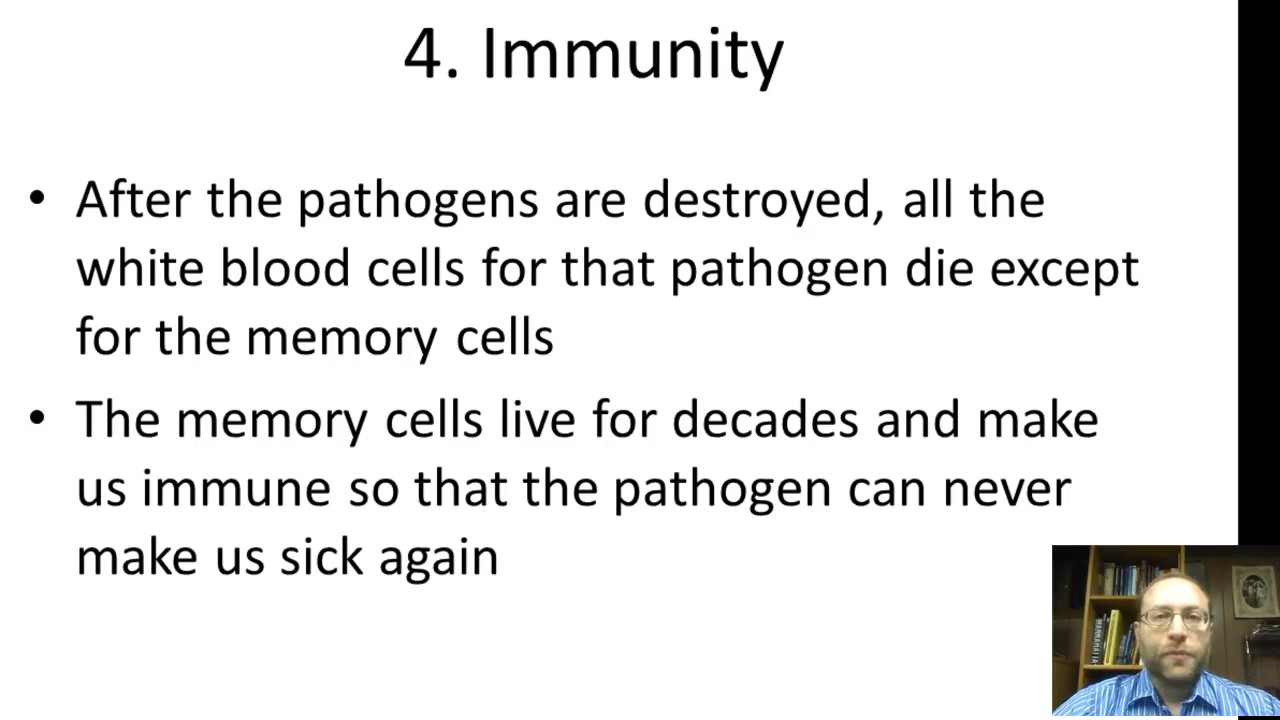 4. Immunity
• After the pathogens are destroyed, all the
white blood cells for that pathogen die except
for the memory cells
• The memory cells live for decades and make
us immune so that the pathogen can never
make us sick again